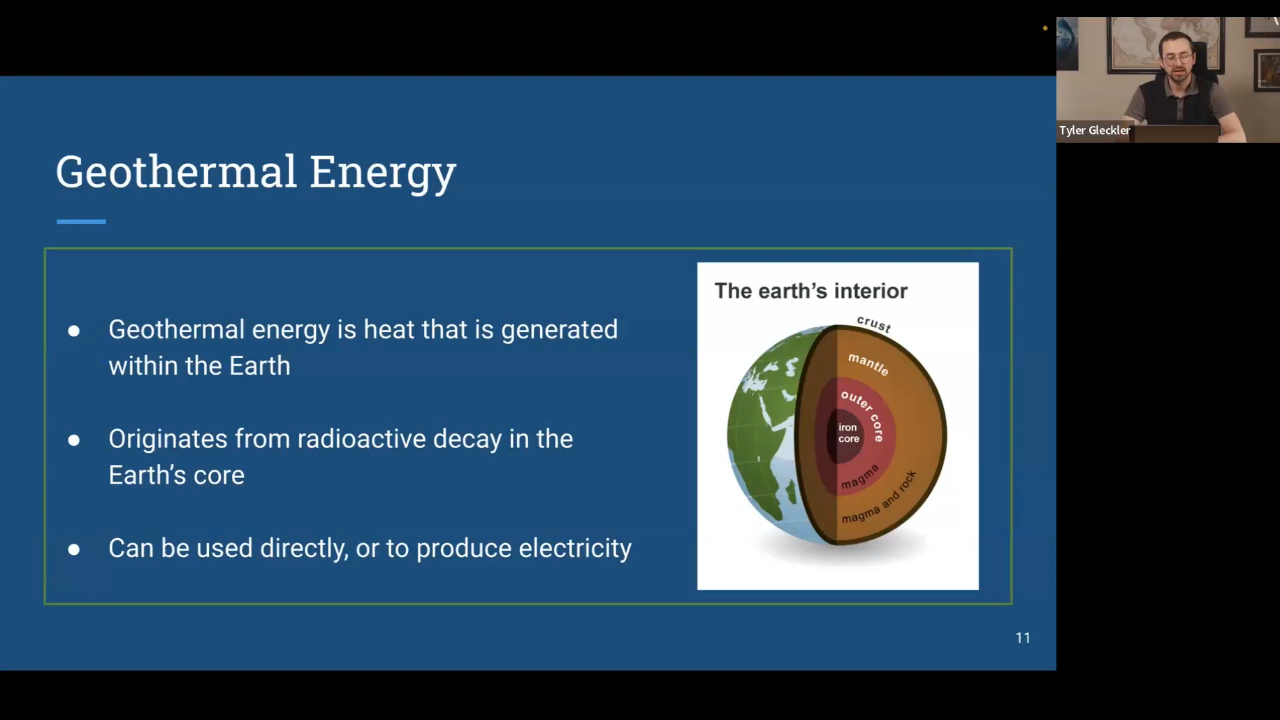 Tyler Gleckler
Geothermal Energy
● Geothermal energy is heat that is generated
within the Earth
● Originates from radioactive decay in the
Earth’s core
● Can be used directly, or to produce electricity
The earth’s interior
crust
mantle
outer core
iron
core
magma
magma and rock
11